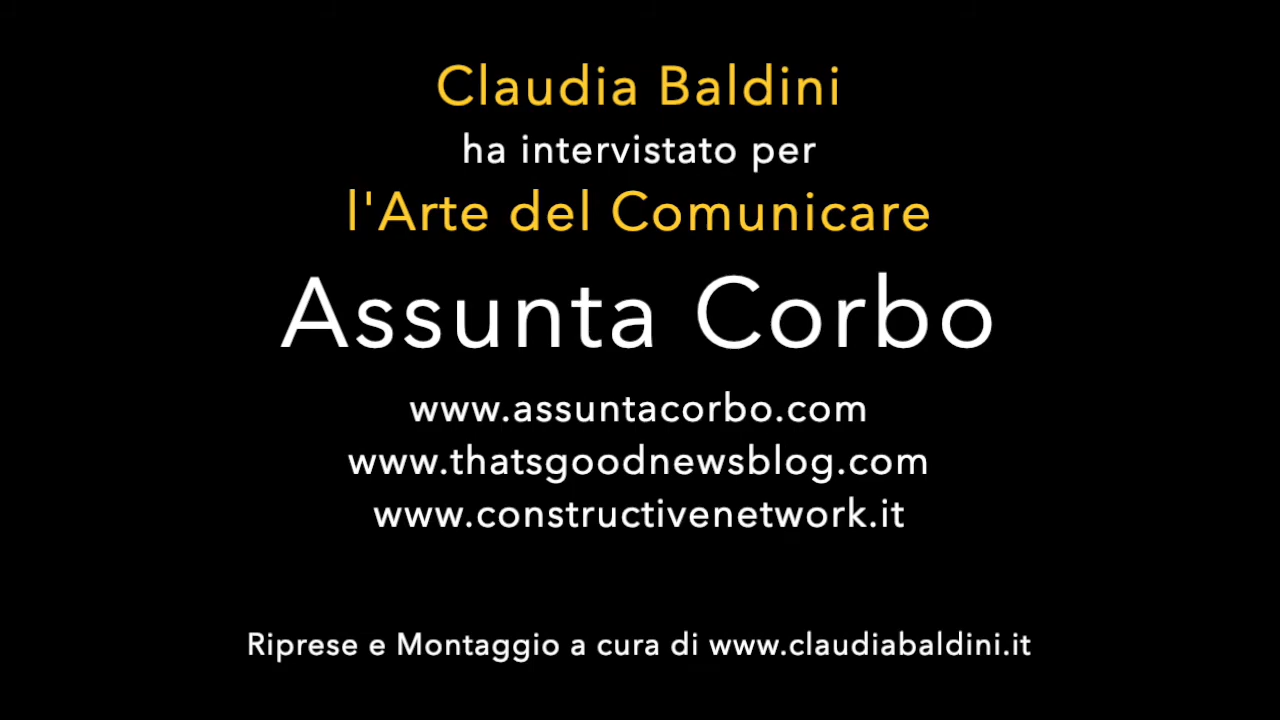 Claudia Baldini
ha intervistato per
l'Arte del Comunicare
Assunta Corbo
www.assuntacorbo.com
www.thatsgoodnewsblog.com
www.constructivenetwork.it
Riprese e Montaggio a cura di www.claudiabaldini.it